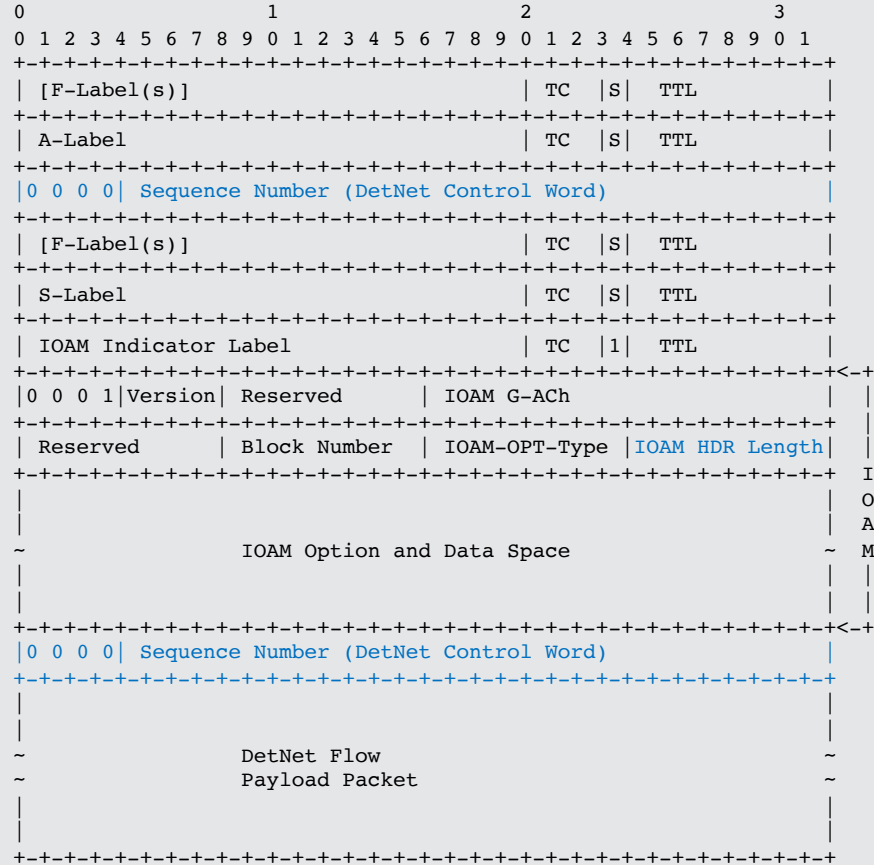 0                   1                   2                   3
0 1 2 3 4 5 6 7 8 9 0 1 2 3 4 5 6 7 8 9 0 1 2 3 4 5 6 7 8 9 0 1
+-+-+-+-+-+-+-+-+-+-+-+-+-+-+-+-+-+-+-+-+-+-+-+-+-+-+-+-+-+-+-+-+
| [F-Label(s)]                          | TC  |S|  TTL          |
+-+-+-+-+-+-+-+-+-+-+-+-+-+-+-+-+-+-+-+-+-+-+-+-+-+-+-+-+-+-+-+-+
| A-Label                               | TC  |S|  TTL          |
+-+-+-+-+-+-+-+-+-+-+-+-+-+-+-+-+-+-+-+-+-+-+-+-+-+-+-+-+-+-+-+-+
|0 0 0 0| Sequence Number (DetNet Control Word)                 |
+-+-+-+-+-+-+-+-+-+-+-+-+-+-+-+-+-+-+-+-+-+-+-+-+-+-+-+-+-+-+-+-+
| [F-Label(s)]                          | TC  |S|  TTL          |
+-+-+-+-+-+-+-+-+-+-+-+-+-+-+-+-+-+-+-+-+-+-+-+-+-+-+-+-+-+-+-+-+
| S-Label                               | TC  |S|  TTL          |
+-+-+-+-+-+-+-+-+-+-+-+-+-+-+-+-+-+-+-+-+-+-+-+-+-+-+-+-+-+-+-+-+
| IOAM Indicator Label                  | TC  |1|  TTL          |
+-+-+-+-+-+-+-+-+-+-+-+-+-+-+-+-+-+-+-+-+-+-+-+-+-+-+-+-+-+-+-+-+<-+
|0 0 0 1|Version| Reserved      | IOAM G-ACh                    |  |
+-+-+-+-+-+-+-+-+-+-+-+-+-+-+-+-+-+-+-+-+-+-+-+-+-+-+-+-+-+-+-+-+  |
| Reserved      | Block Number  | IOAM-OPT-Type |IOAM HDR Length|  |
+-+-+-+-+-+-+-+-+-+-+-+-+-+-+-+-+-+-+-+-+-+-+-+-+-+-+-+-+-+-+-+-+  I
|                                                               |  O
|                                                               |  A
~                 IOAM Option and Data Space                    ~  M
|                                                               |  |
|                                                               |  |
+-+-+-+-+-+-+-+-+-+-+-+-+-+-+-+-+-+-+-+-+-+-+-+-+-+-+-+-+-+-+-+-+<-+
|0 0 0 0| Sequence Number (DetNet Control Word)                 |
+-+-+-+-+-+-+-+-+-+-+-+-+-+-+-+-+-+-+-+-+-+-+-+-+-+-+-+-+-+-+-+-+
|                                                               |
|                                                               |
~                 DetNet Flow                                   ~
~                 Payload Packet                                ~
|                                                               |
|                                                               |
+-+-+-+-+-+-+-+-+-+-+-+-+-+-+-+-+-+-+-+-+-+-+-+-+-+-+-+-+-+-+-+-+